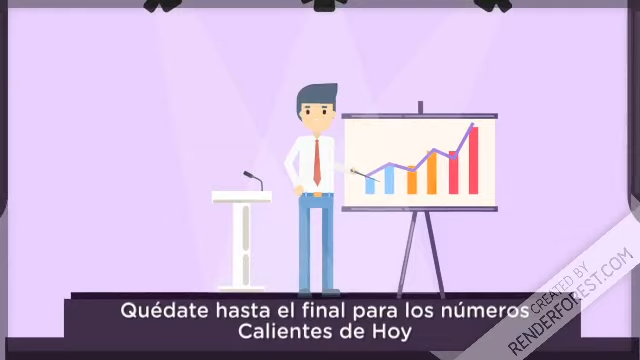 Quédate hasta el final para los números
Calientes de Hoy
CREATED BY
RENDERFOREST.COM